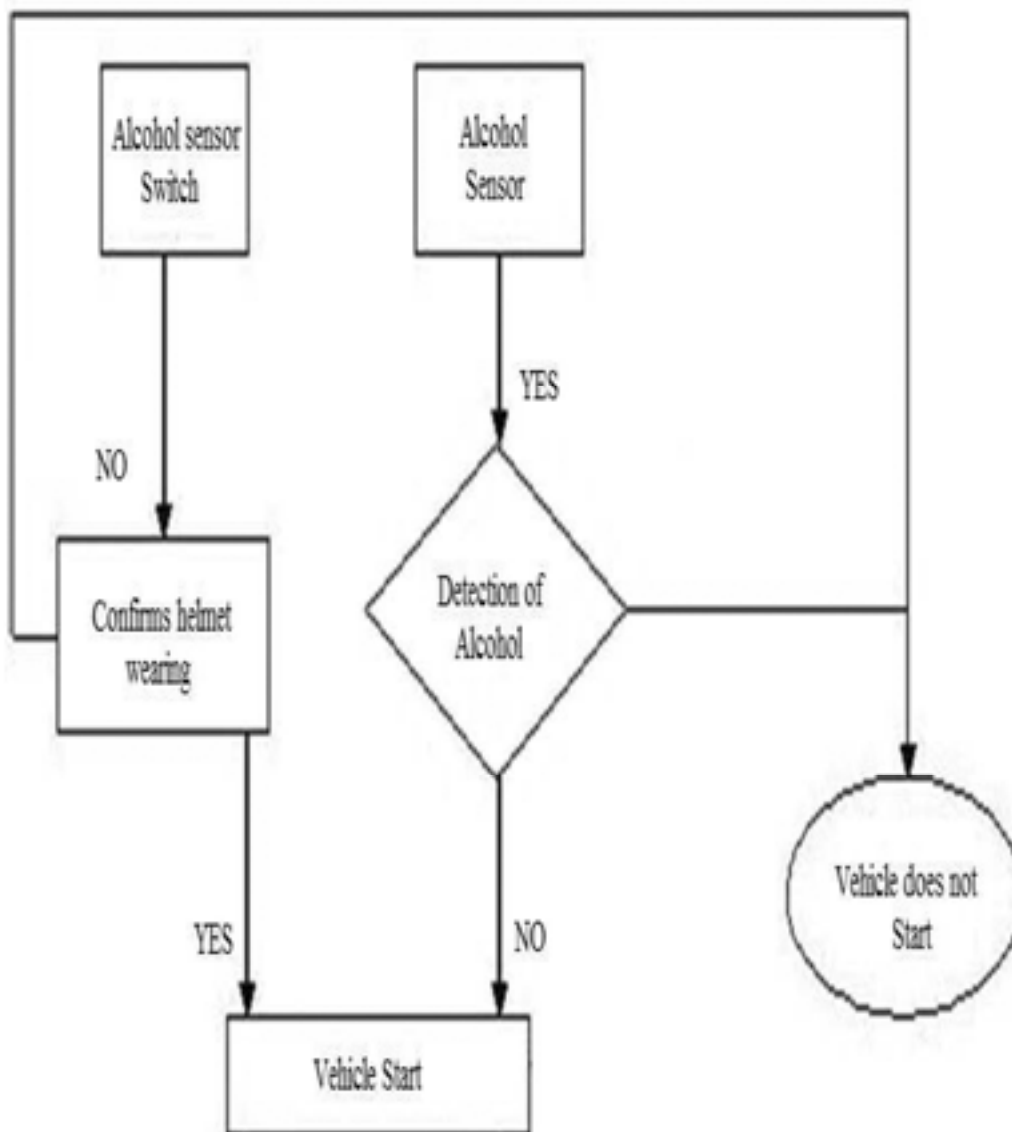 Alcohol sensor
Switch
Alcohol
Sensor
YES
NO
Detection of
Alcohol
Confirms helmet
wearing
Vehicle does not
Start
YES
NO
Vehicle Start